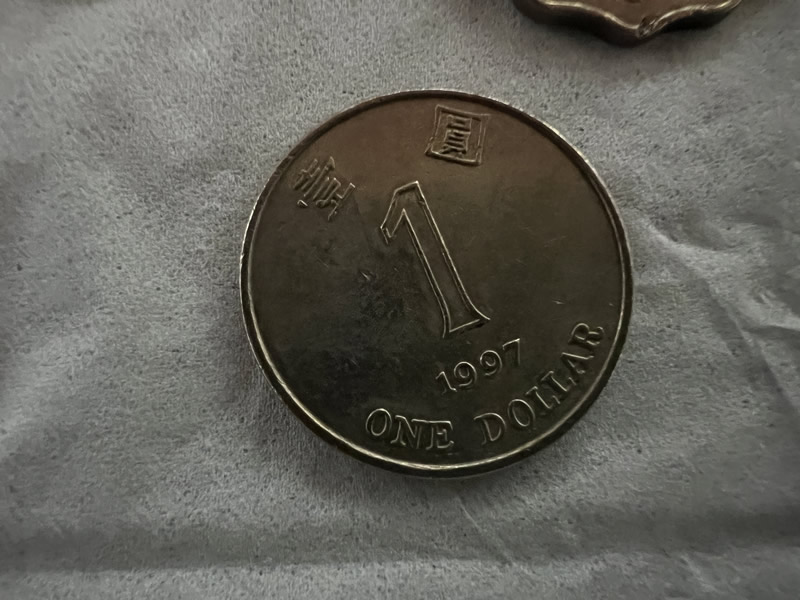 壹 圓
1
1997
ONE DOLLAR